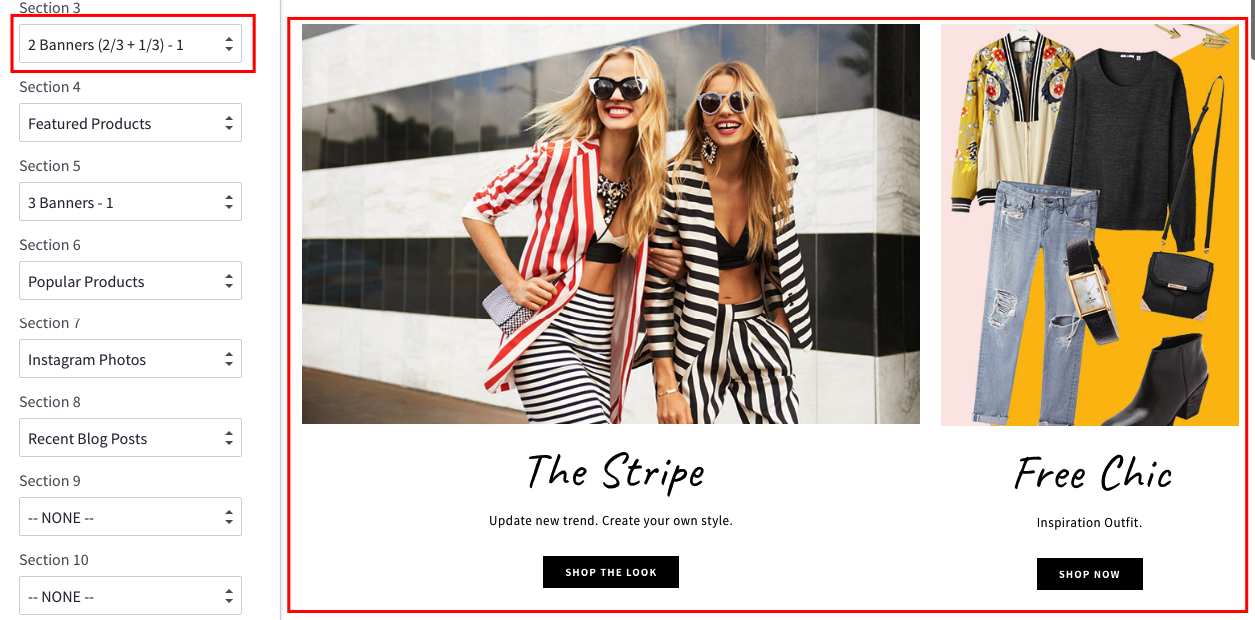 Section 3
2 Banners (2/3 + 1/3) - 1
Section 4
Featured Products
Section 5
3 Banners - 1
Section 6
Popular Products
Section 7
Instagram Photos
Section 8
Recent Blog Posts
Section 9
-- NONE --
Section 10
-- NONE --
The Stripe
Update new trend. Create your own style.
SHOP THE LOOK
Free Chic
Inspiration Outfit.
SHOP NOW